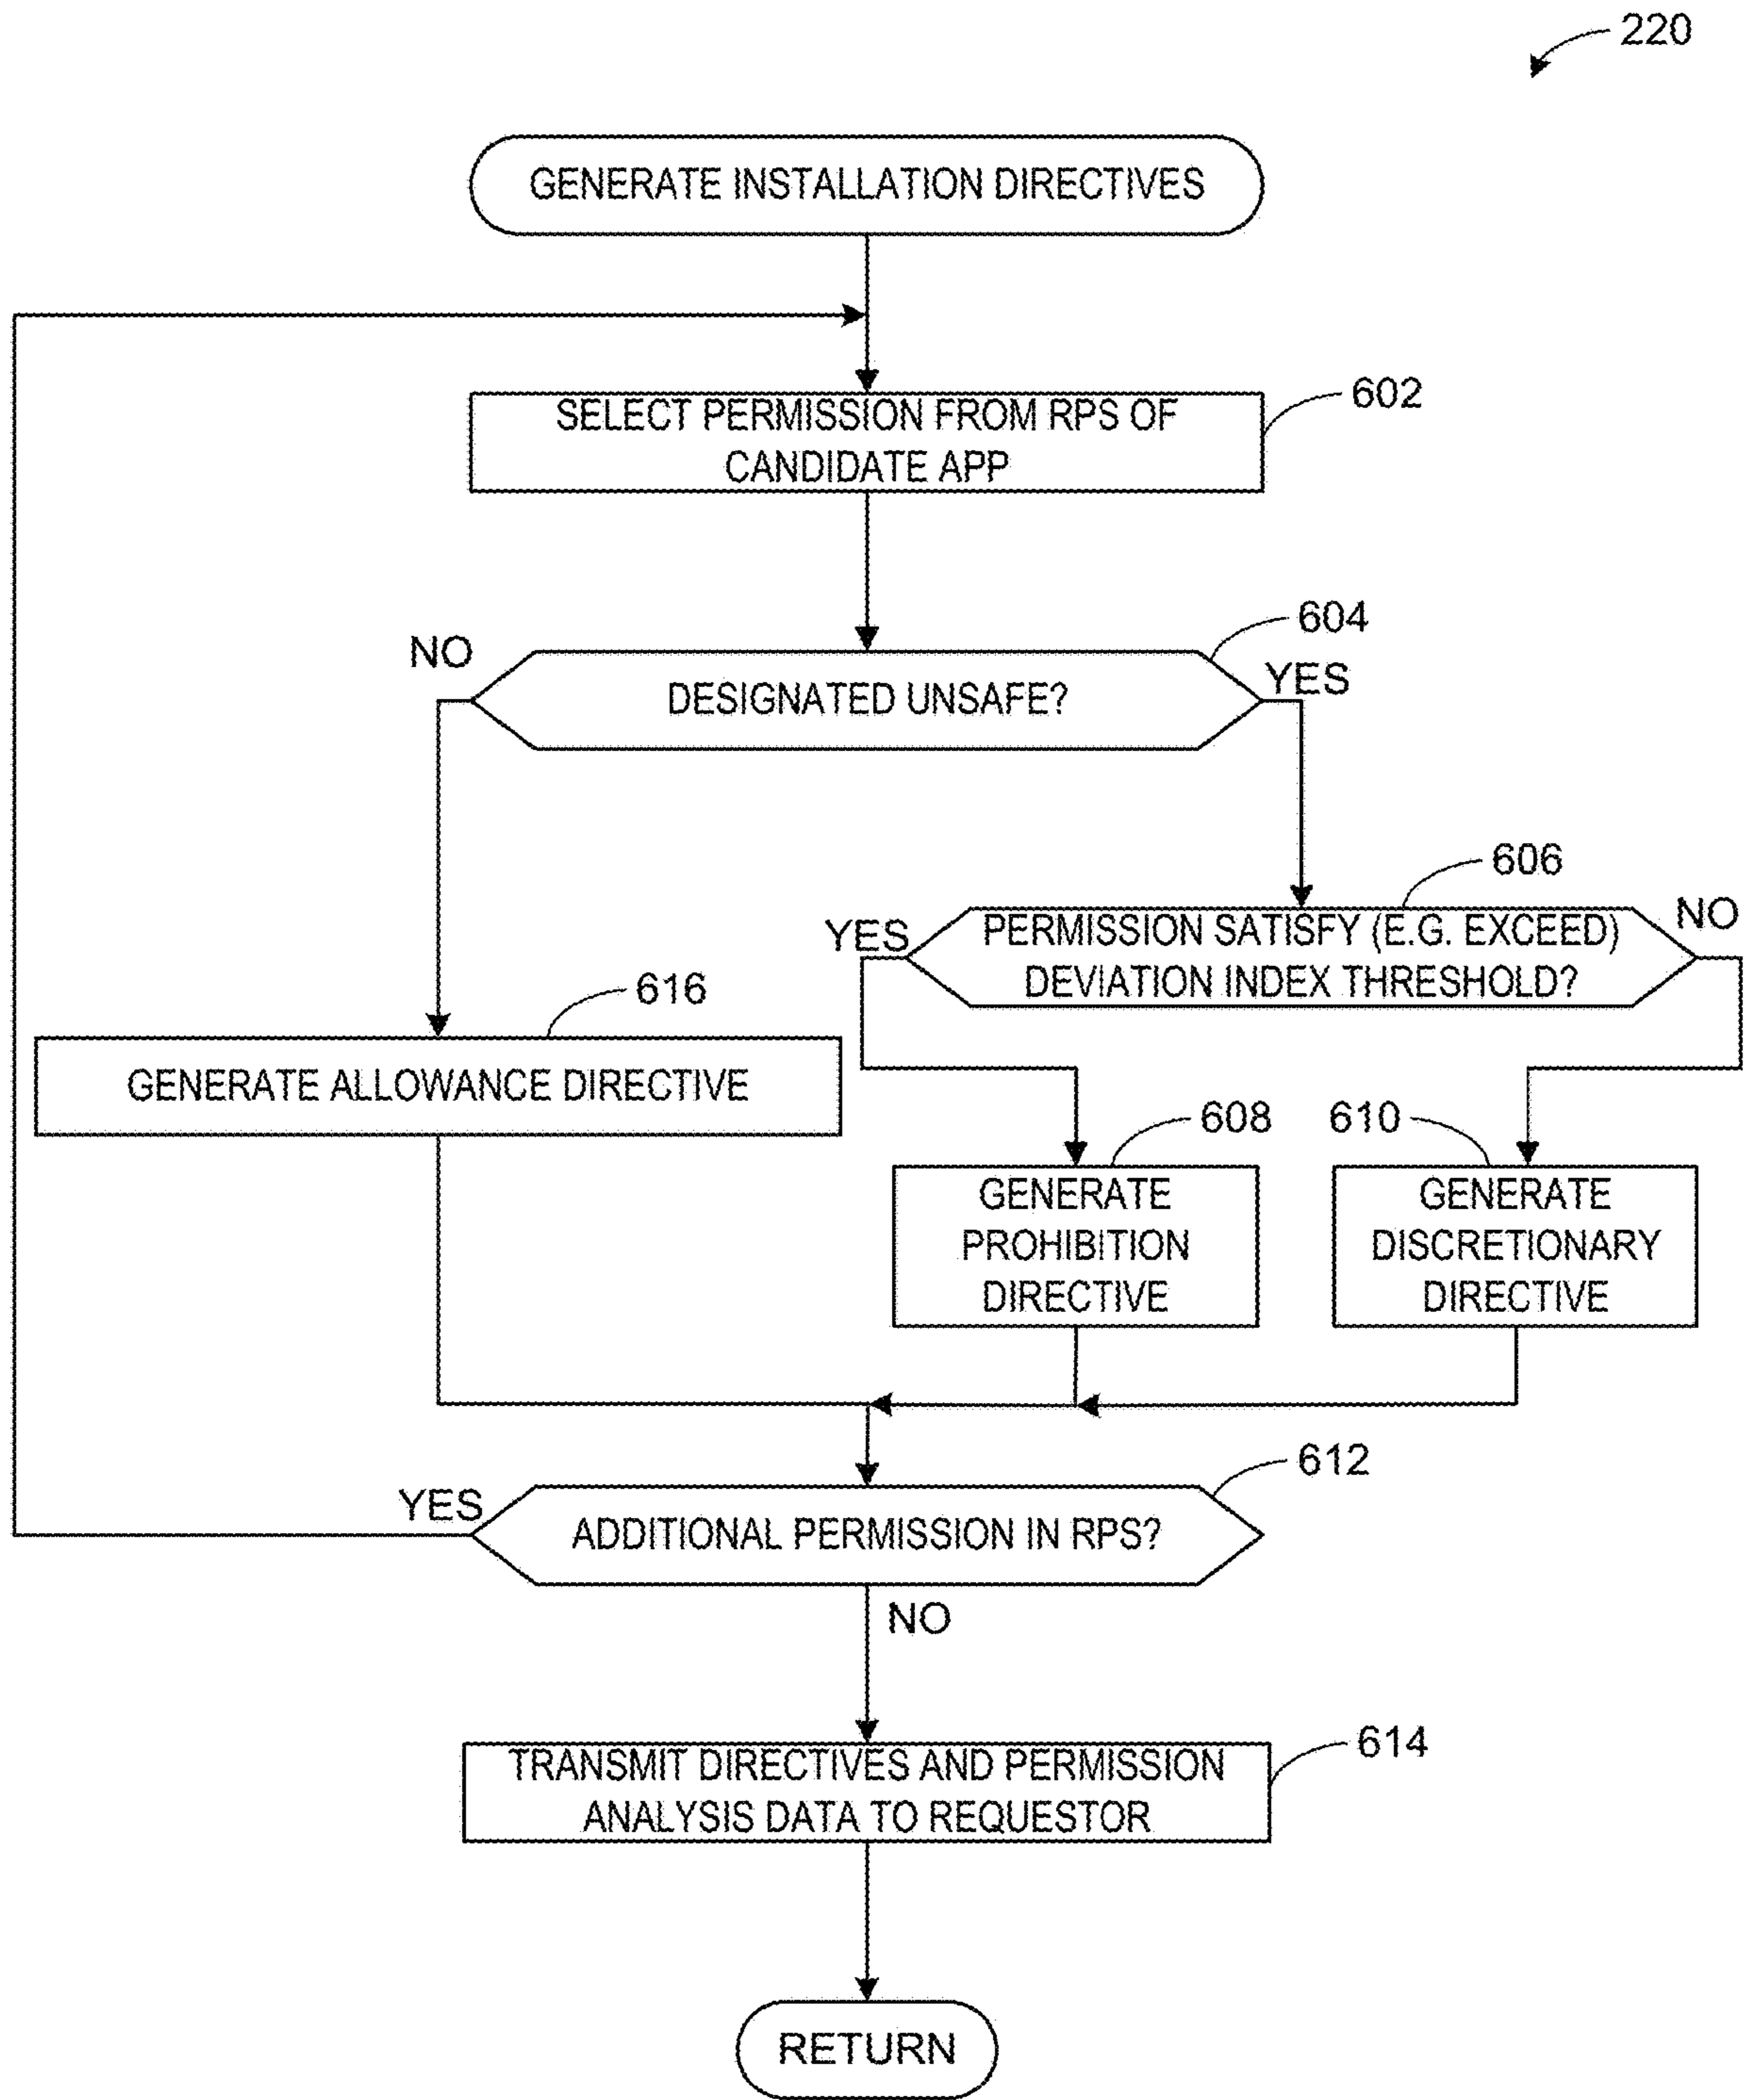 220
GENERATE INSTALLATION DIRECTIVES
602
SELECT PERMISSION FROM RPS OF
CANDIDATE APP
604
NO
YES
DESIGNATED UNSAFE?
606
YES
NO
PERMISSION SATISFY (E.G. EXCEED)
DEVIATION INDEX THRESHOLD?
616
GENERATE ALLOWANCE DIRECTIVE
608
610
GENERATE
PROHIBITION
DIRECTIVE
GENERATE
DISCRETIONARY
DIRECTIVE
612
YES
ADDITIONAL PERMISSION IN RPS?
NO
614
TRANSMIT DIRECTIVES AND PERMISSION
ANALYSIS DATA TO REQUESTOR
RETURN